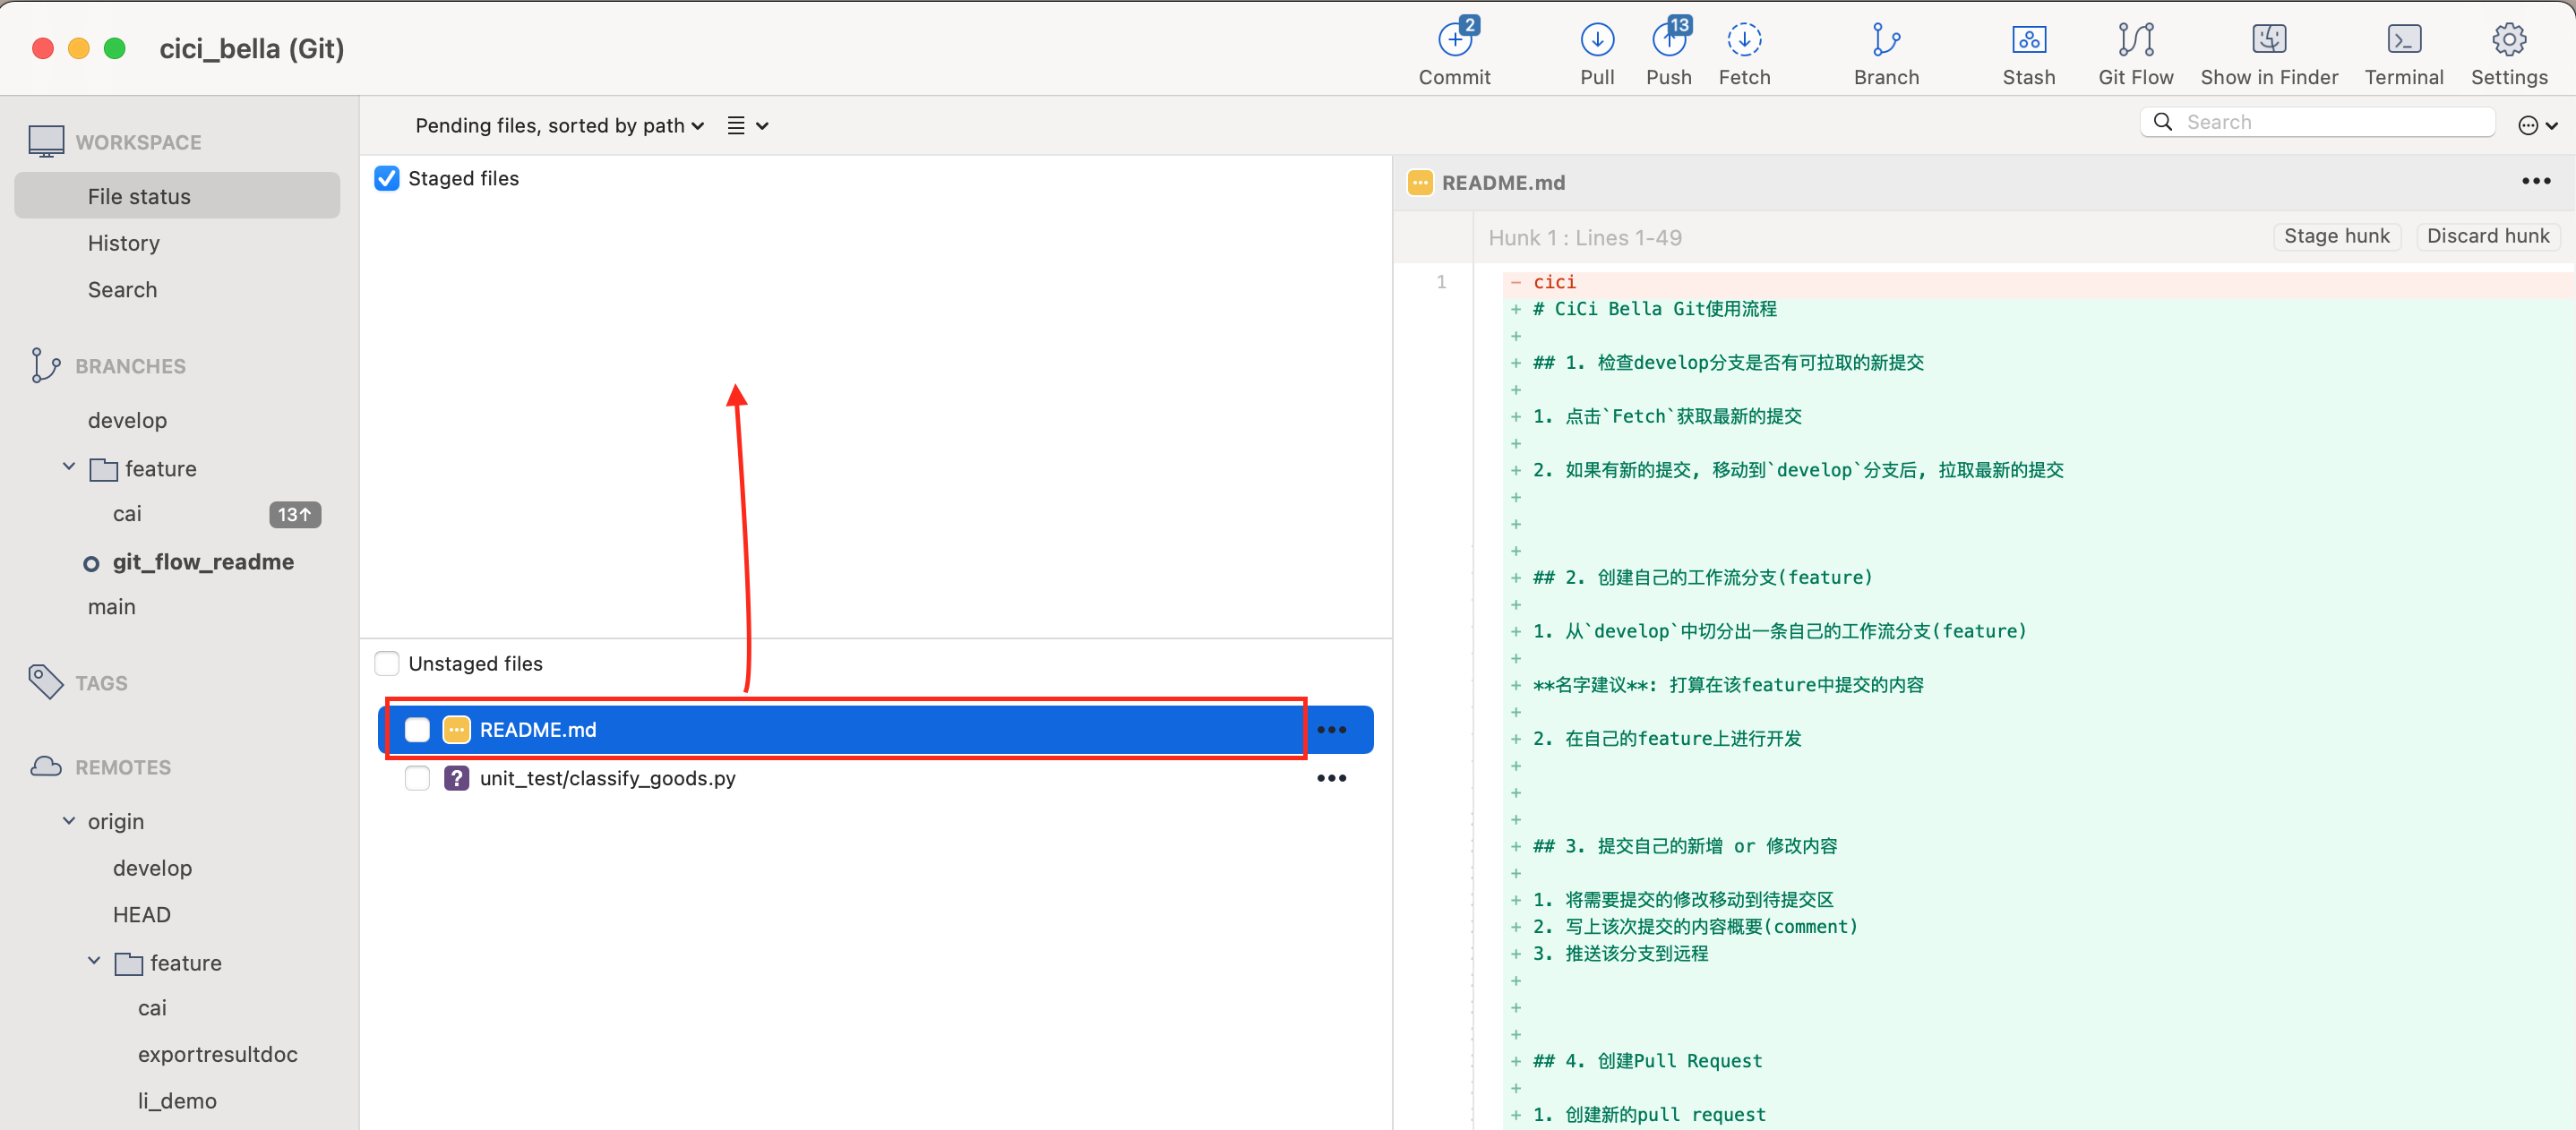 cici_bella (Git)
2
Commit
Pull
13
Push
Fetch
Branch
Stash
Git Flow
Show in Finder
Terminal
Settings
Pending files, sorted by path
Search
WORKSPACE
File status
History
Search
BRANCHES
develop
feature
cai
13↑
git_flow_readme
main
TAGS
REMOTES
origin
develop
HEAD
feature
cai
exportresultdoc
li_demo
Staged files
Unstaged files
README.md
? unit_test/classify_goods.py
README.md
Hunk 1 : Lines 1-49
Stage hunk
Discard hunk
1
- cici
+ # CiCi Bella Git使用流程
+
+ ## 1. 检查develop分支是否有可拉取的新提交
+
+ 1. 点击`Fetch`获取最新的提交
+
+ 2. 如果有新的提交, 移动到`develop`分支后, 拉取最新的提交
+
+
+
+ ## 2. 创建自己的工作流分支(feature)
+
+ 1. 从`develop`中切分出一条自己的工作流分支(feature)
+
+ **名字建议**: 打算在该feature中提交的内容
+
+ 2. 在自己的feature上进行开发
+
+
+
+ ## 3. 提交自己的新增 or 修改内容
+
+ 1. 将需要提交的修改移动到待提交区
+ 2. 写上该次提交的内容概要(comment)
+ 3. 推送该分支到远程
+
+
+
+ ## 4. 创建Pull Request
+
+ 1. 创建新的pull request